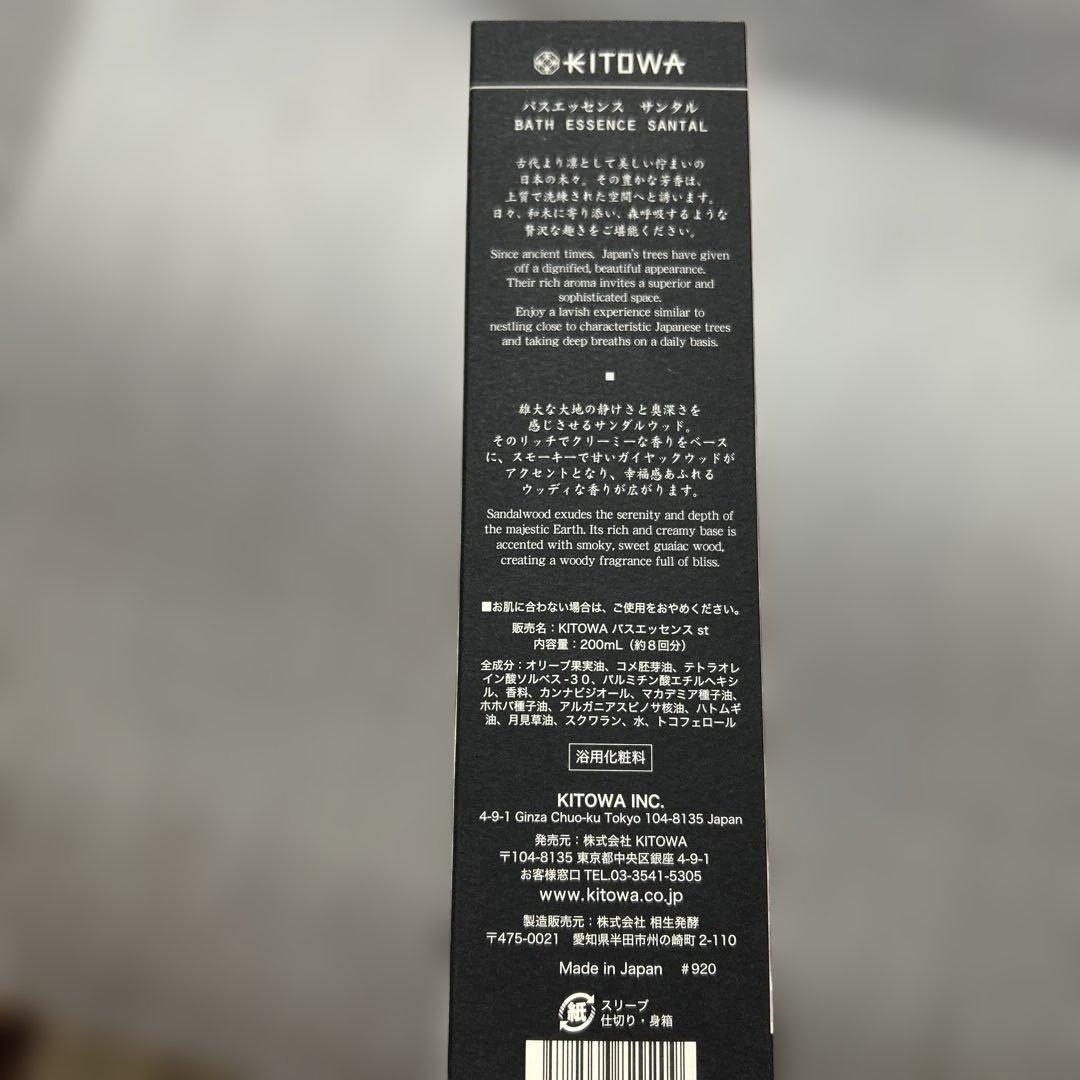 KITOWA
バスエッセンス サンタル
BATH ESSENCE SANTAL
古代より凛として美しい佇まいの
日本の木々。その豊かな芳香は、
上質で洗練された空間へと誘います。
日々、和木に寄り添い、森呼吸するような
贅沢な趣きをご堪能ください。
Since ancient times, Japan's trees have given
off a dignified, beautiful appearance.
Their rich aroma invites a superior and
sophisticated space.
Enjoy a lavish experience similar to
nestling close to characteristic Japanese trees
and taking deep breaths on a daily basis.
■
雄大な大地の静けさと奥深さを
感じさせるサンダルウッド。
そのリッチでクリーミーな香りをベース
に、スモーキーで甘いガイヤックウッドが
アクセントとなり、幸福感あふれる
ウッディな香りが広がります。
Sandalwood exudes the serenity and depth of
the majestic Earth. Its rich and creamy base is
accented with smoky, sweet guaiac wood,
creating a woody fragrance full of bliss.
■お肌に合わない場合は、ご使用をおやめください。
販売名：KITOWA バスエッセンス st
内容量：200mL（約８回分）
全成分：オリーブ果実油、コメ胚芽油、テトラオレ
イン酸ソルベス-３０、パルミチン酸エチルヘキシ
ル、香料、カンナビジオール、マカデミア種子油、
ホホバ種子油、アルガニアスピノサ核油、ハトムギ
油、月見草油、スクワラン、水、トコフェロール
浴用化粧料
KITOWA INC.
4-9-1 Ginza Chuo-ku Tokyo 104-8135 Japan
発売元：株式会社 KITOWA
〒104-8135 東京都中央区銀座 4-9-1
お客様窓口 TEL.03-3541-5305
www.kitowa.co.jp
製造販売元：株式会社 相生発酵
〒475-0021 愛知県半田市州の崎町 2-110
Made in Japan #920
紙 スリーブ
仕切り・身箱